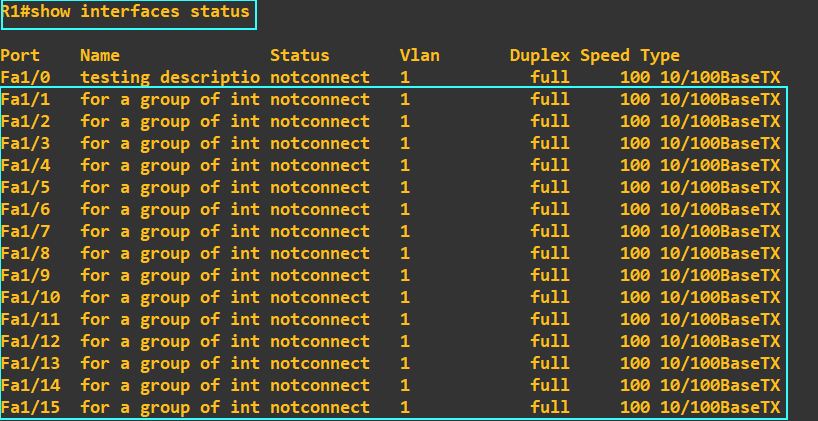 R1#show interfaces status
Port Name Status Vlan Duplex Speed Type
Fa1/0 testing descriptio notconnect 1 full 100 10/100BaseTX
Fa1/1 for a group of int notconnect 1 full 100 10/100BaseTX
Fa1/2 for a group of int notconnect 1 full 100 10/100BaseTX
Fa1/3 for a group of int notconnect 1 full 100 10/100BaseTX
Fa1/4 for a group of int notconnect 1 full 100 10/100BaseTX
Fa1/5 for a group of int notconnect 1 full 100 10/100BaseTX
Fa1/6 for a group of int notconnect 1 full 100 10/100BaseTX
Fa1/7 for a group of int notconnect 1 full 100 10/100BaseTX
Fa1/8 for a group of int notconnect 1 full 100 10/100BaseTX
Fa1/9 for a group of int notconnect 1 full 100 10/100BaseTX
Fa1/10 for a group of int notconnect 1 full 100 10/100BaseTX
Fa1/11 for a group of int notconnect 1 full 100 10/100BaseTX
Fa1/12 for a group of int notconnect 1 full 100 10/100BaseTX
Fa1/13 for a group of int notconnect 1 full 100 10/100BaseTX
Fa1/14 for a group of int notconnect 1 full 100 10/100BaseTX
Fa1/15 for a group of int notconnect 1 full 100 10/100BaseTX